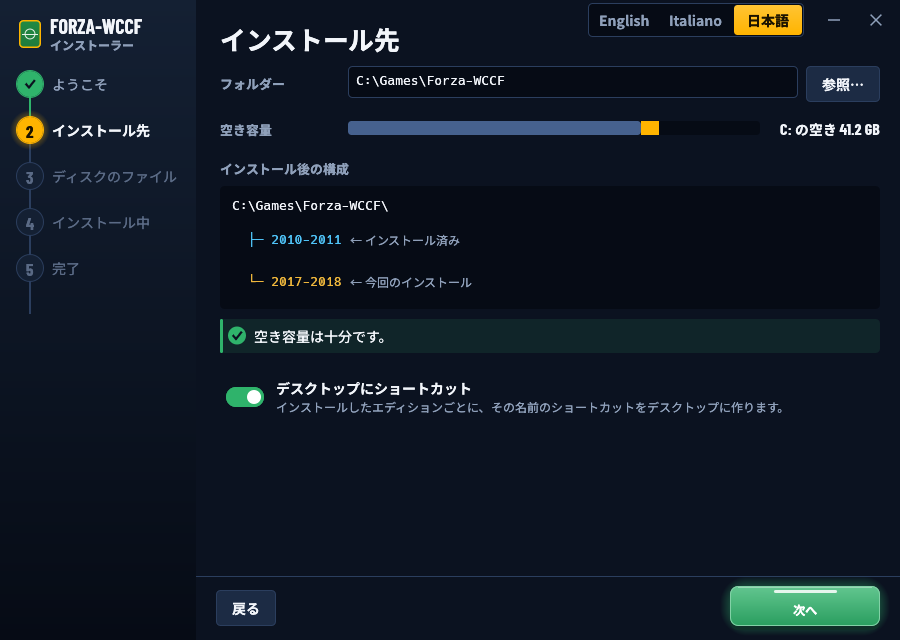 FORZA-WCCF
インストーラー
ようこそ
2 インストール先
3 ディスクのファイル
4 インストール中
5 完了
English Italiano 日本語
インストール先
フォルダー C:\Games\Forza-WCCF 参照…
空き容量 C: の空き 41.2 GB
インストール後の構成
C:\Games\Forza-WCCF\
├─ 2010-2011 ← インストール済み
└─ 2017-2018 ← 今回のインストール
空き容量は十分です。
デスクトップにショートカット
インストールしたエディションごとに、その名前のショートカットをデスクトップに作ります。
戻る 次へ